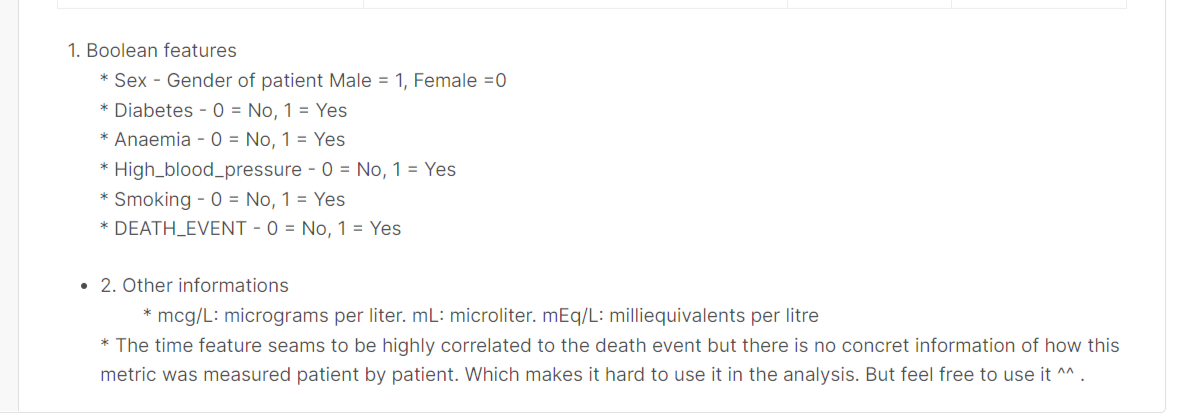 1. Boolean features
* Sex - Gender of patient Male = 1, Female =0
* Diabetes - 0 = No, 1 = Yes
* Anaemia - 0 = No, 1 = Yes
* High_blood_pressure - 0 = No, 1 = Yes
* Smoking - 0 = No, 1 = Yes
* DEATH_EVENT - 0 = No, 1 = Yes
• 2. Other informations
* mcg/L: micrograms per liter. mL: microliter. mEq/L: milliequivalents per litre
* The time feature seams to be highly correlated to the death event but there is no concret information of how this
metric was measured patient by patient. Which makes it hard to use it in the analysis. But feel free to use it ^^ .